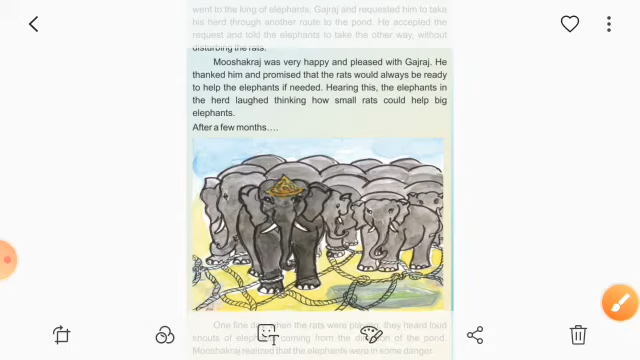 went to the king of elephants, Gajraj and requested him to take
his herd through another route to the pond. He accepted the
request and told the elephants to take the other way, without
disturbing the rats.
Mooshakraj was very happy and pleased with Gajraj. He
thanked him and promised that the rats would always be ready
to help the elephants if needed. Hearing this, the elephants in
the herd laughed thinking how small rats could help big
elephants.
After a few months....
One fine day when the rats were playing, they heard loud
shouts of elephants coming from the direction of the pond.
Mooshakraj realized that the elephants were in some danger.